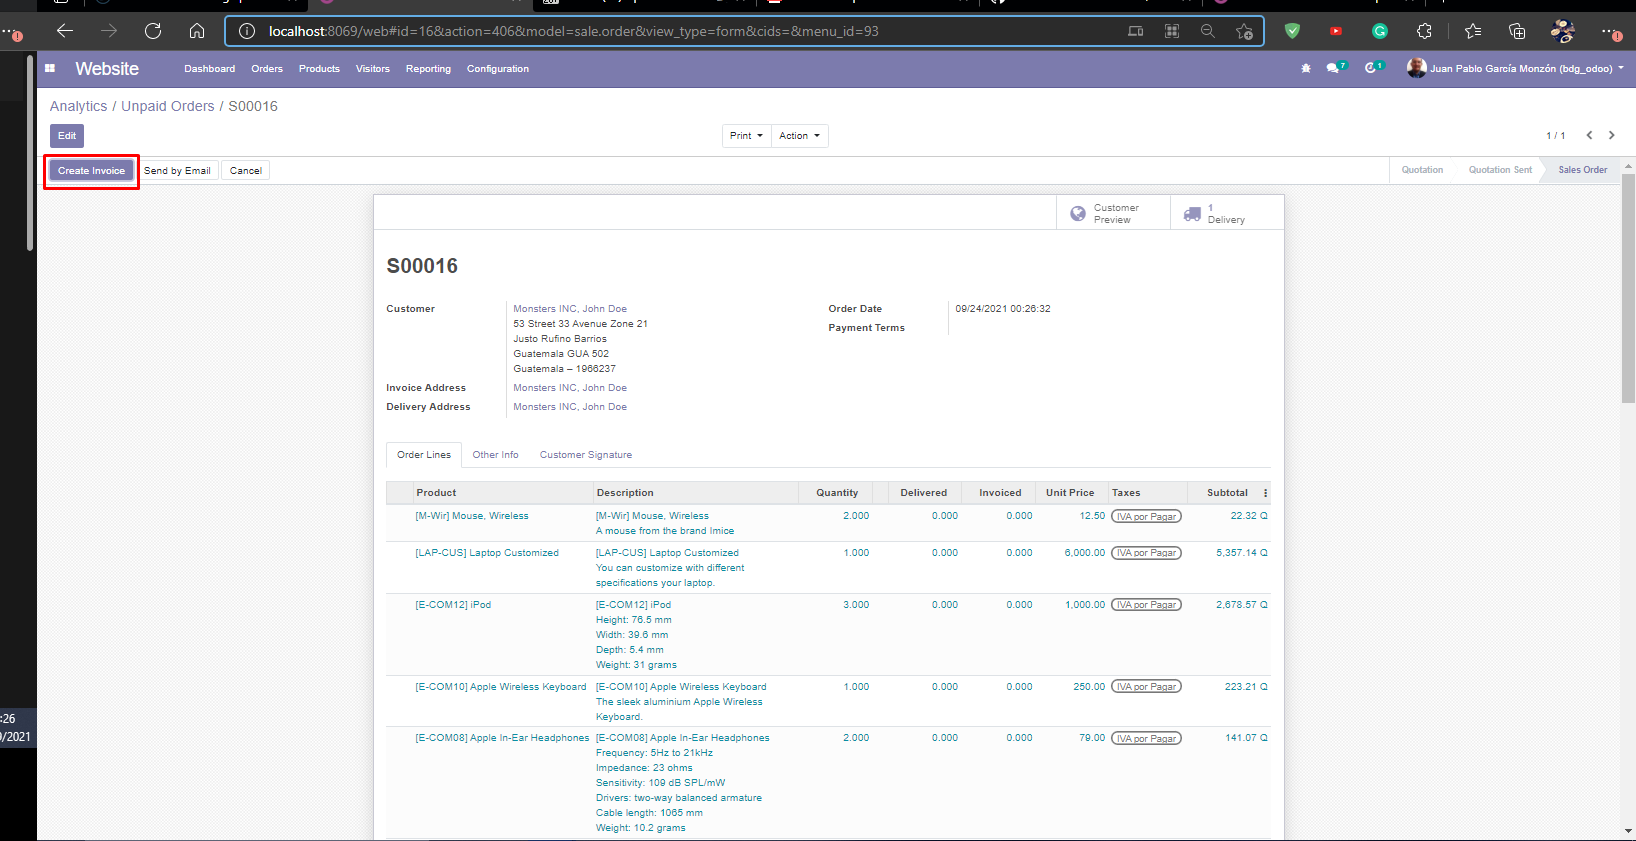 localhost:8069/web#id=16&action=406&model=sale.order&view_type=form&cids=&menu_id=93
Website Dashboard Orders Products Visitors Reporting Configuration 7 1 Juan Pablo García Monzón (bdg_odoo)
Analytics / Unpaid Orders / S00016
Edit Print Action 1 / 1
Create Invoice Send by Email Cancel Quotation Quotation Sent Sales Order
Customer Preview 1 Delivery
S00016
Customer Monsters INC, John Doe Order Date 09/24/2021 00:26:32
53 Street 33 Avenue Zone 21 Payment Terms
Justo Rufino Barrios
Guatemala GUA 502
Guatemala – 1966237
Invoice Address Monsters INC, John Doe
Delivery Address Monsters INC, John Doe
Order Lines Other Info Customer Signature
Product Description Quantity Delivered Invoiced Unit Price Taxes Subtotal
[M-Wir] Mouse, Wireless [M-Wir] Mouse, Wireless 2.000 0.000 0.000 12.50 IVA por Pagar 22.32 Q
A mouse from the brand Imice
[LAP-CUS] Laptop Customized [LAP-CUS] Laptop Customized 1.000 0.000 0.000 6,000.00 IVA por Pagar 5,357.14 Q
You can customize with different
specifications your laptop.
[E-COM12] iPod [E-COM12] iPod 3.000 0.000 0.000 1,000.00 IVA por Pagar 2,678.57 Q
Height: 76.5 mm
Width: 39.6 mm
Depth: 5.4 mm
Weight: 31 grams
[E-COM10] Apple Wireless Keyboard [E-COM10] Apple Wireless Keyboard 1.000 0.000 0.000 250.00 IVA por Pagar 223.21 Q
The sleek aluminium Apple Wireless
Keyboard.
:26
9/2021
[E-COM08] Apple In-Ear Headphones [E-COM08] Apple In-Ear Headphones 2.000 0.000 0.000 79.00 IVA por Pagar 141.07 Q
Frequency: 5Hz to 21kHz
Impedance: 23 ohms
Sensitivity: 109 dB SPL/mW
Drivers: two-way balanced armature
Cable length: 1065 mm
Weight: 10.2 grams